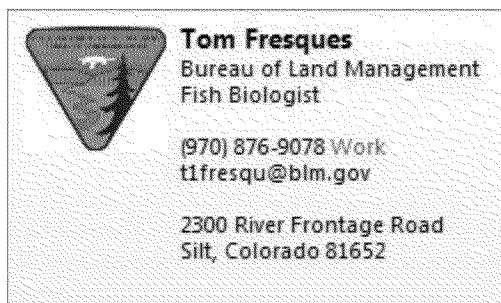 Tom Fresques
Bureau of Land Management
Fish Biologist
(970) 876-9078 Work
t1fresqu@blm.gov
2300 River Frontage Road
Silt, Colorado 81652